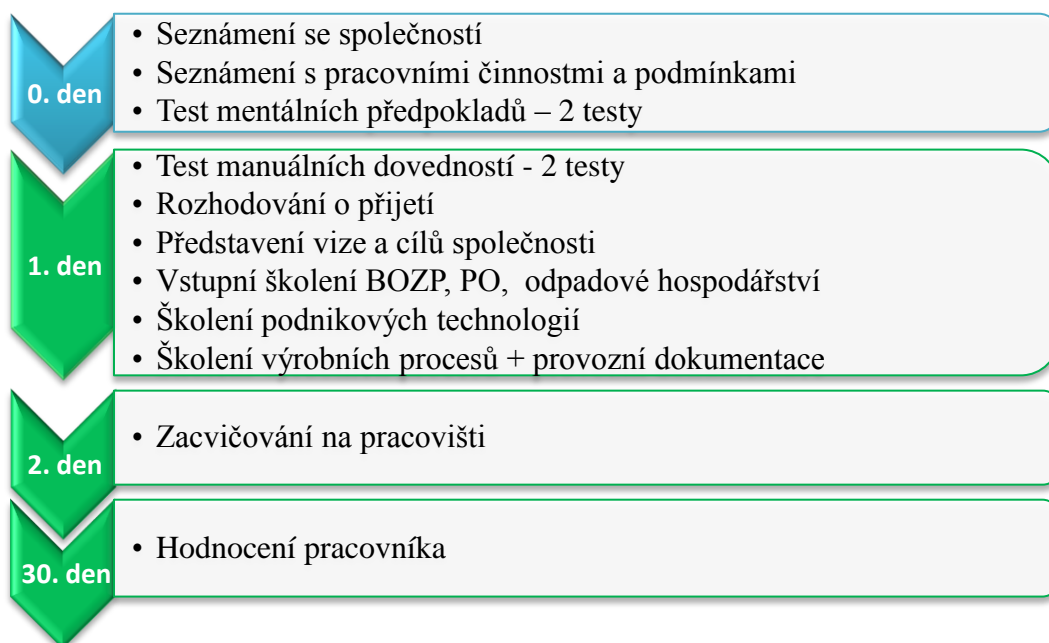 0. den
• Seznámení se společností
• Seznámení s pracovními činnostmi a podmínkami
• Test mentálních předpokladů – 2 testy
1. den
• Test manuálních dovedností - 2 testy
• Rozhodování o přijetí
• Představení vize a cílů společnosti
• Vstupní školení BOZP, PO, odpadové hospodářství
• Školení podnikových technologií
• Školení výrobních procesů + provozní dokumentace
2. den
• Zacvičování na pracovišti
30. den
• Hodnocení pracovníka